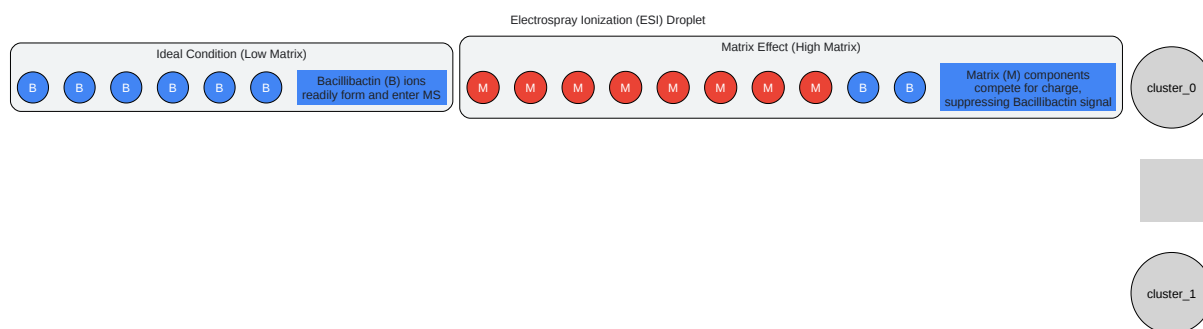 Electrospray Ionization (ESI) Droplet
Ideal Condition (Low Matrix)
B B B B B B
Bacillibactin (B) ions
readily form and enter MS
Matrix Effect (High Matrix)
M M M M M M M M B B
Matrix (M) components
compete for charge,
suppressing Bacillibactin signal
cluster_0
cluster_1